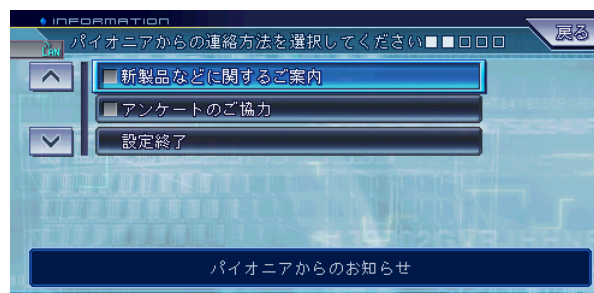 INFORMATION
LAN
パイオニアからの連絡方法を選択してください■■□□□
戻る
新製品などに関するご案内
アンケートのご協力
設定終了
パイオニアからのお知らせ